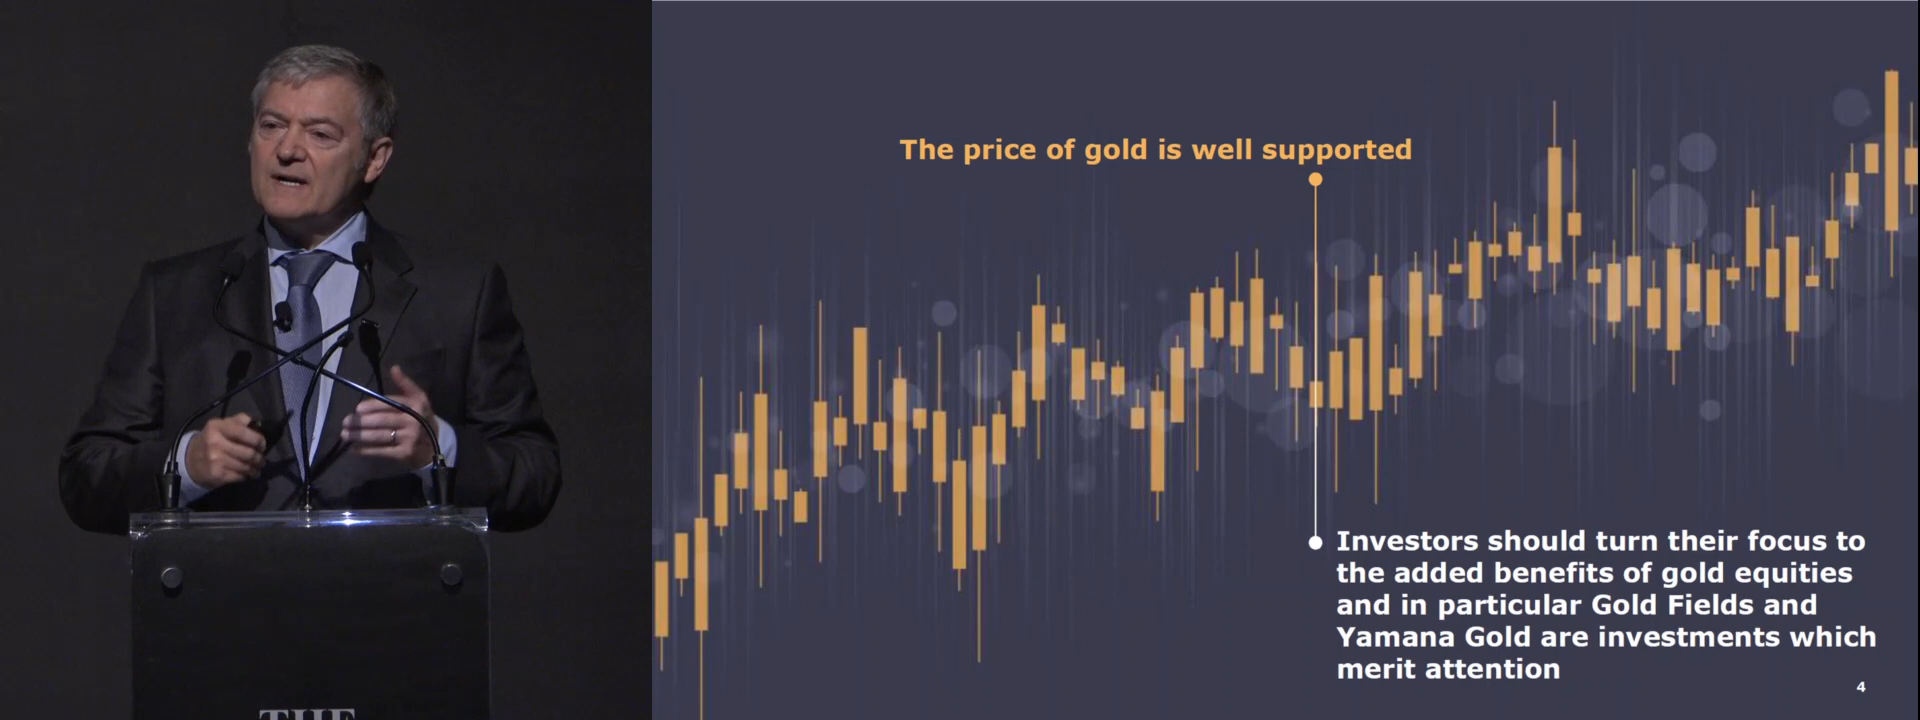 The price of gold is well supported
Investors should turn their focus to
the added benefits of gold equities
and in particular Gold Fields and
Yamana Gold are investments which
merit attention
4
THE